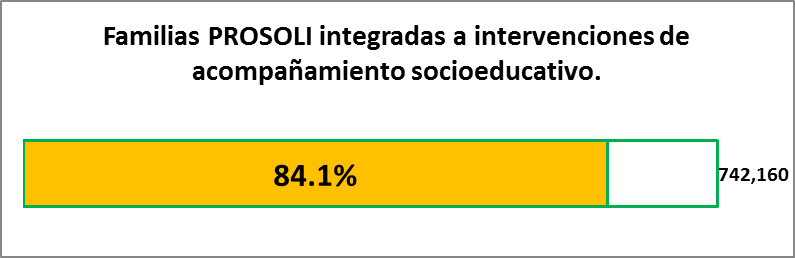 Familias PROSOLI integradas a intervenciones de
acompañamiento socioeducativo.
84.1%
742,160